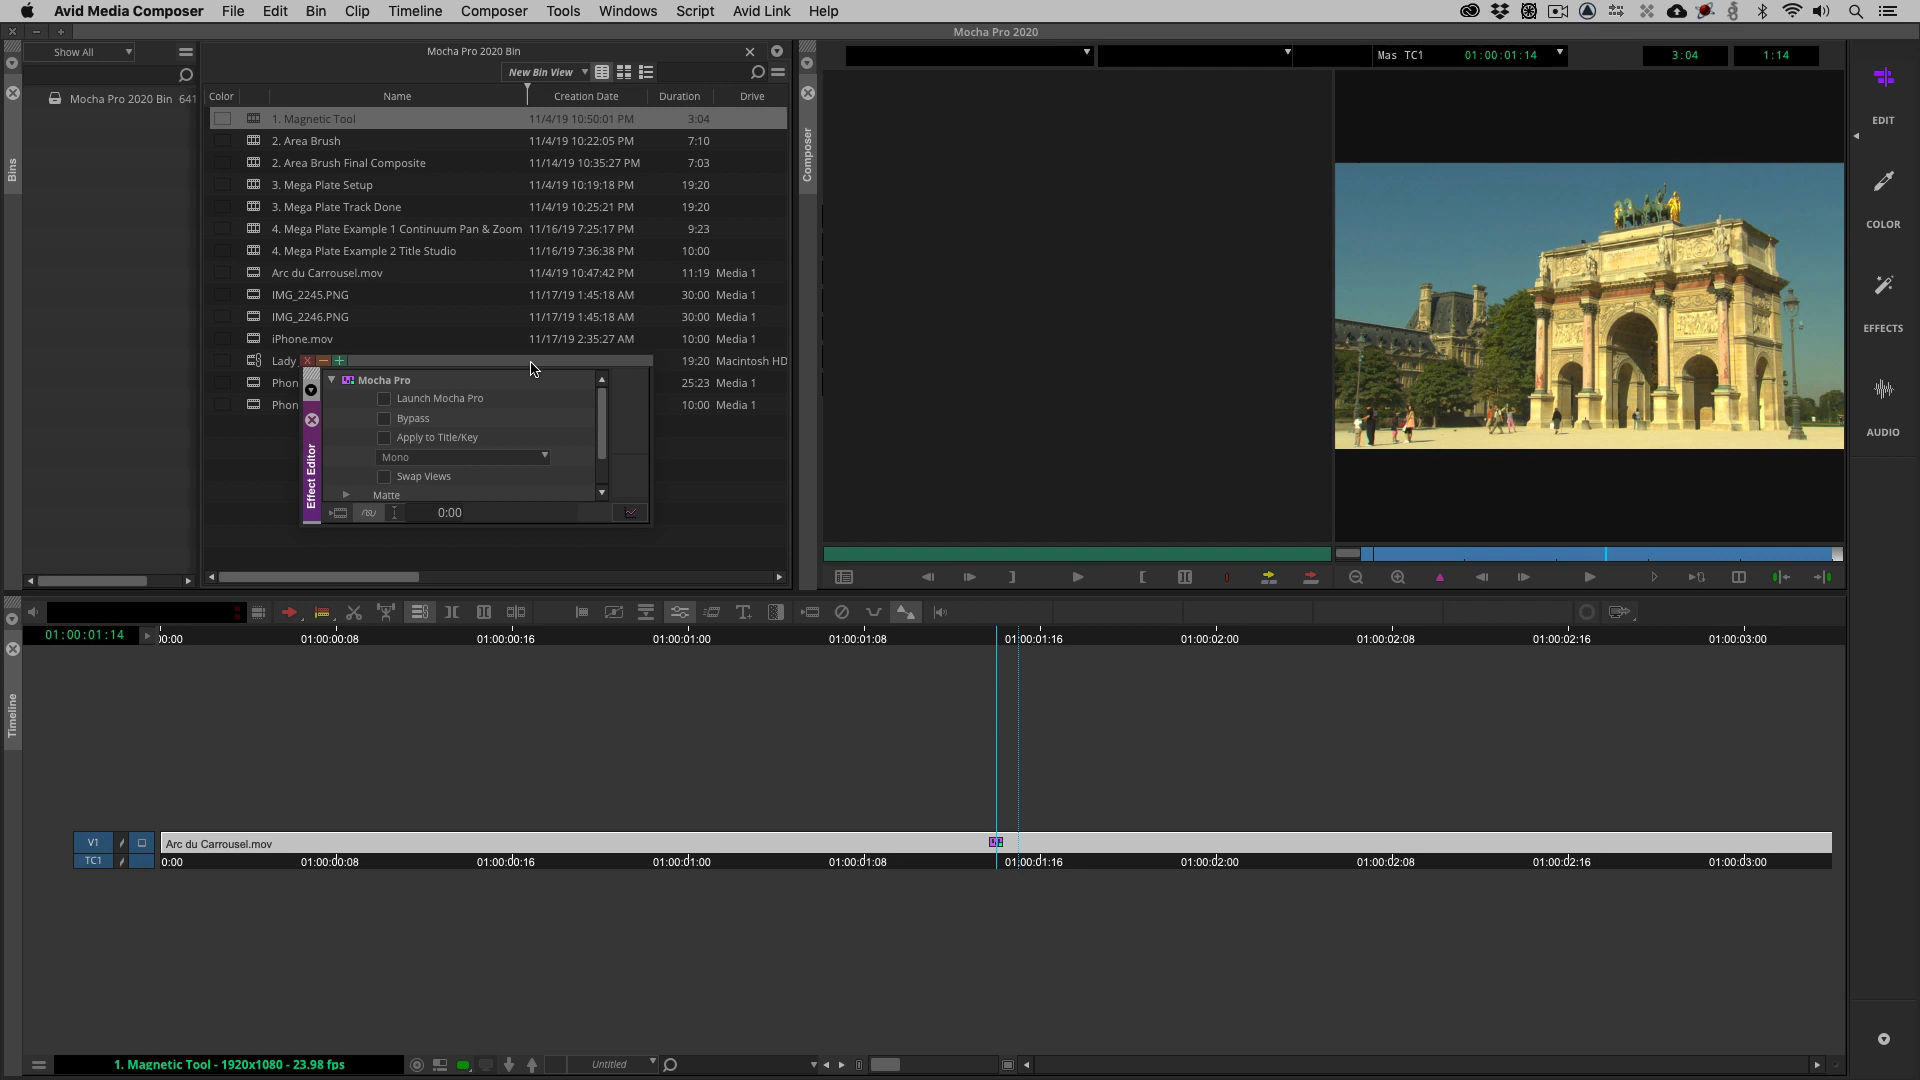 Avid Media Composer File Edit Bin Clip Timeline Composer Tools Windows Script Avid Link Help
Mocha Pro 2020
Show All
Mocha Pro 2020 Bin
Mas TC1 01:00:01:14
3:04
1:14
New Bin View
Mocha Pro 2020 Bin 641
Bins
Color Name Creation Date Duration Drive
1. Magnetic Tool 11/4/19 10:50:01 PM 3:04
2. Area Brush 11/4/19 10:22:05 PM 7:10
2. Area Brush Final Composite 11/14/19 10:35:27 PM 7:03
3. Mega Plate Setup 11/4/19 10:19:18 PM 19:20
3. Mega Plate Track Done 11/4/19 10:25:21 PM 19:20
4. Mega Plate Example 1 Continuum Pan & Zoom 11/16/19 7:25:17 PM 9:23
4. Mega Plate Example 2 Title Studio 11/16/19 7:36:38 PM 10:00
Arc du Carrousel.mov 11/4/19 10:47:42 PM 11:19 Media 1
IMG_2245.PNG 11/17/19 1:45:18 AM 30:00 Media 1
IMG_2246.PNG 11/17/19 1:45:18 AM 30:00 Media 1
iPhone.mov 11/17/19 2:35:27 AM 10:00 Media 1
Lady 19:20 Macintosh HD
Phon 25:23 Media 1
Phon 10:00 Media 1
Effect Editor
Mocha Pro
Launch Mocha Pro
Bypass
Apply to Title/Key
Mono
Swap Views
Matte
0:00
Composer
EDIT
COLOR
EFFECTS
AUDIO
Timeline
01:00:01:14
00:00 01:00:00:08 01:00:00:16 01:00:01:00 01:00:01:08 01:00:01:16 01:00:02:00 01:00:02:08 01:00:02:16 01:00:03:00
V1 Arc du Carrousel.mov
TC1 0:00 01:00:00:08 01:00:00:16 01:00:01:00 01:00:01:08 01:00:01:16 01:00:02:00 01:00:02:08 01:00:02:16 01:00:03:00
1. Magnetic Tool - 1920x1080 - 23.98 fps
Untitled